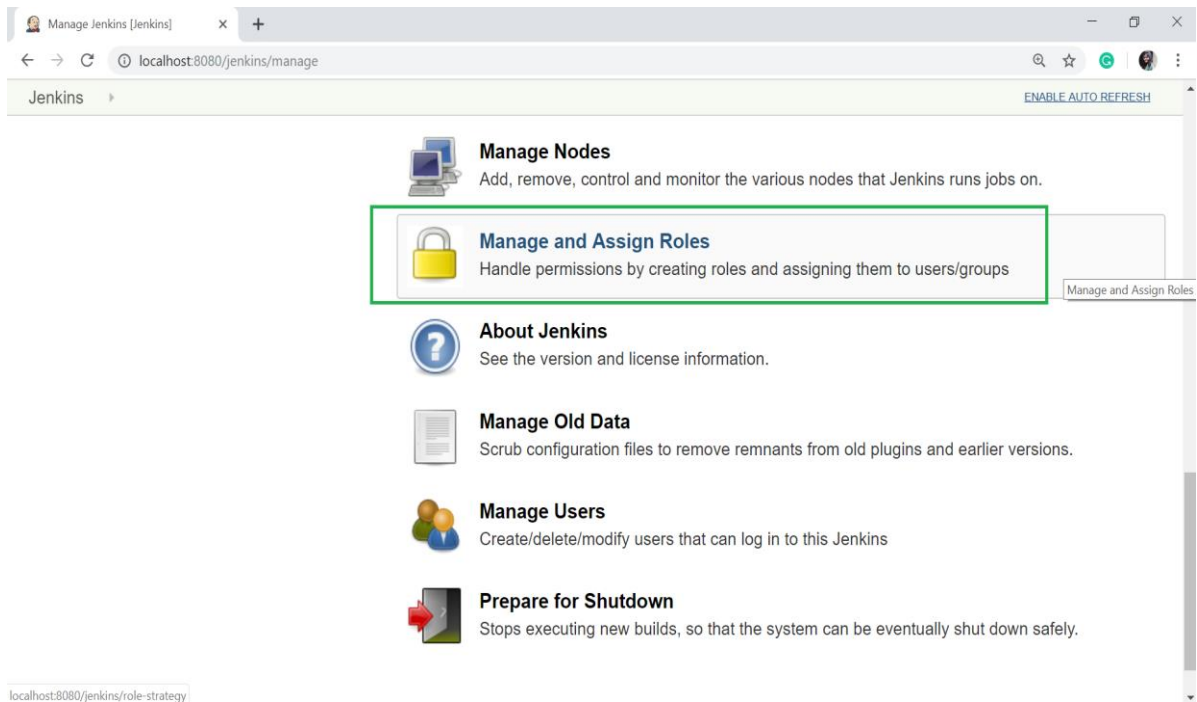 Manage Jenkins [Jenkins]
localhost:8080/jenkins/manage
Jenkins
ENABLE AUTO REFRESH
Manage Nodes
Add, remove, control and monitor the various nodes that Jenkins runs jobs on.
Manage and Assign Roles
Handle permissions by creating roles and assigning them to users/groups
Manage and Assign Roles
About Jenkins
See the version and license information.
Manage Old Data
Scrub configuration files to remove remnants from old plugins and earlier versions.
Manage Users
Create/delete/modify users that can log in to this Jenkins
Prepare for Shutdown
Stops executing new builds, so that the system can be eventually shut down safely.
localhost:8080/jenkins/role-strategy